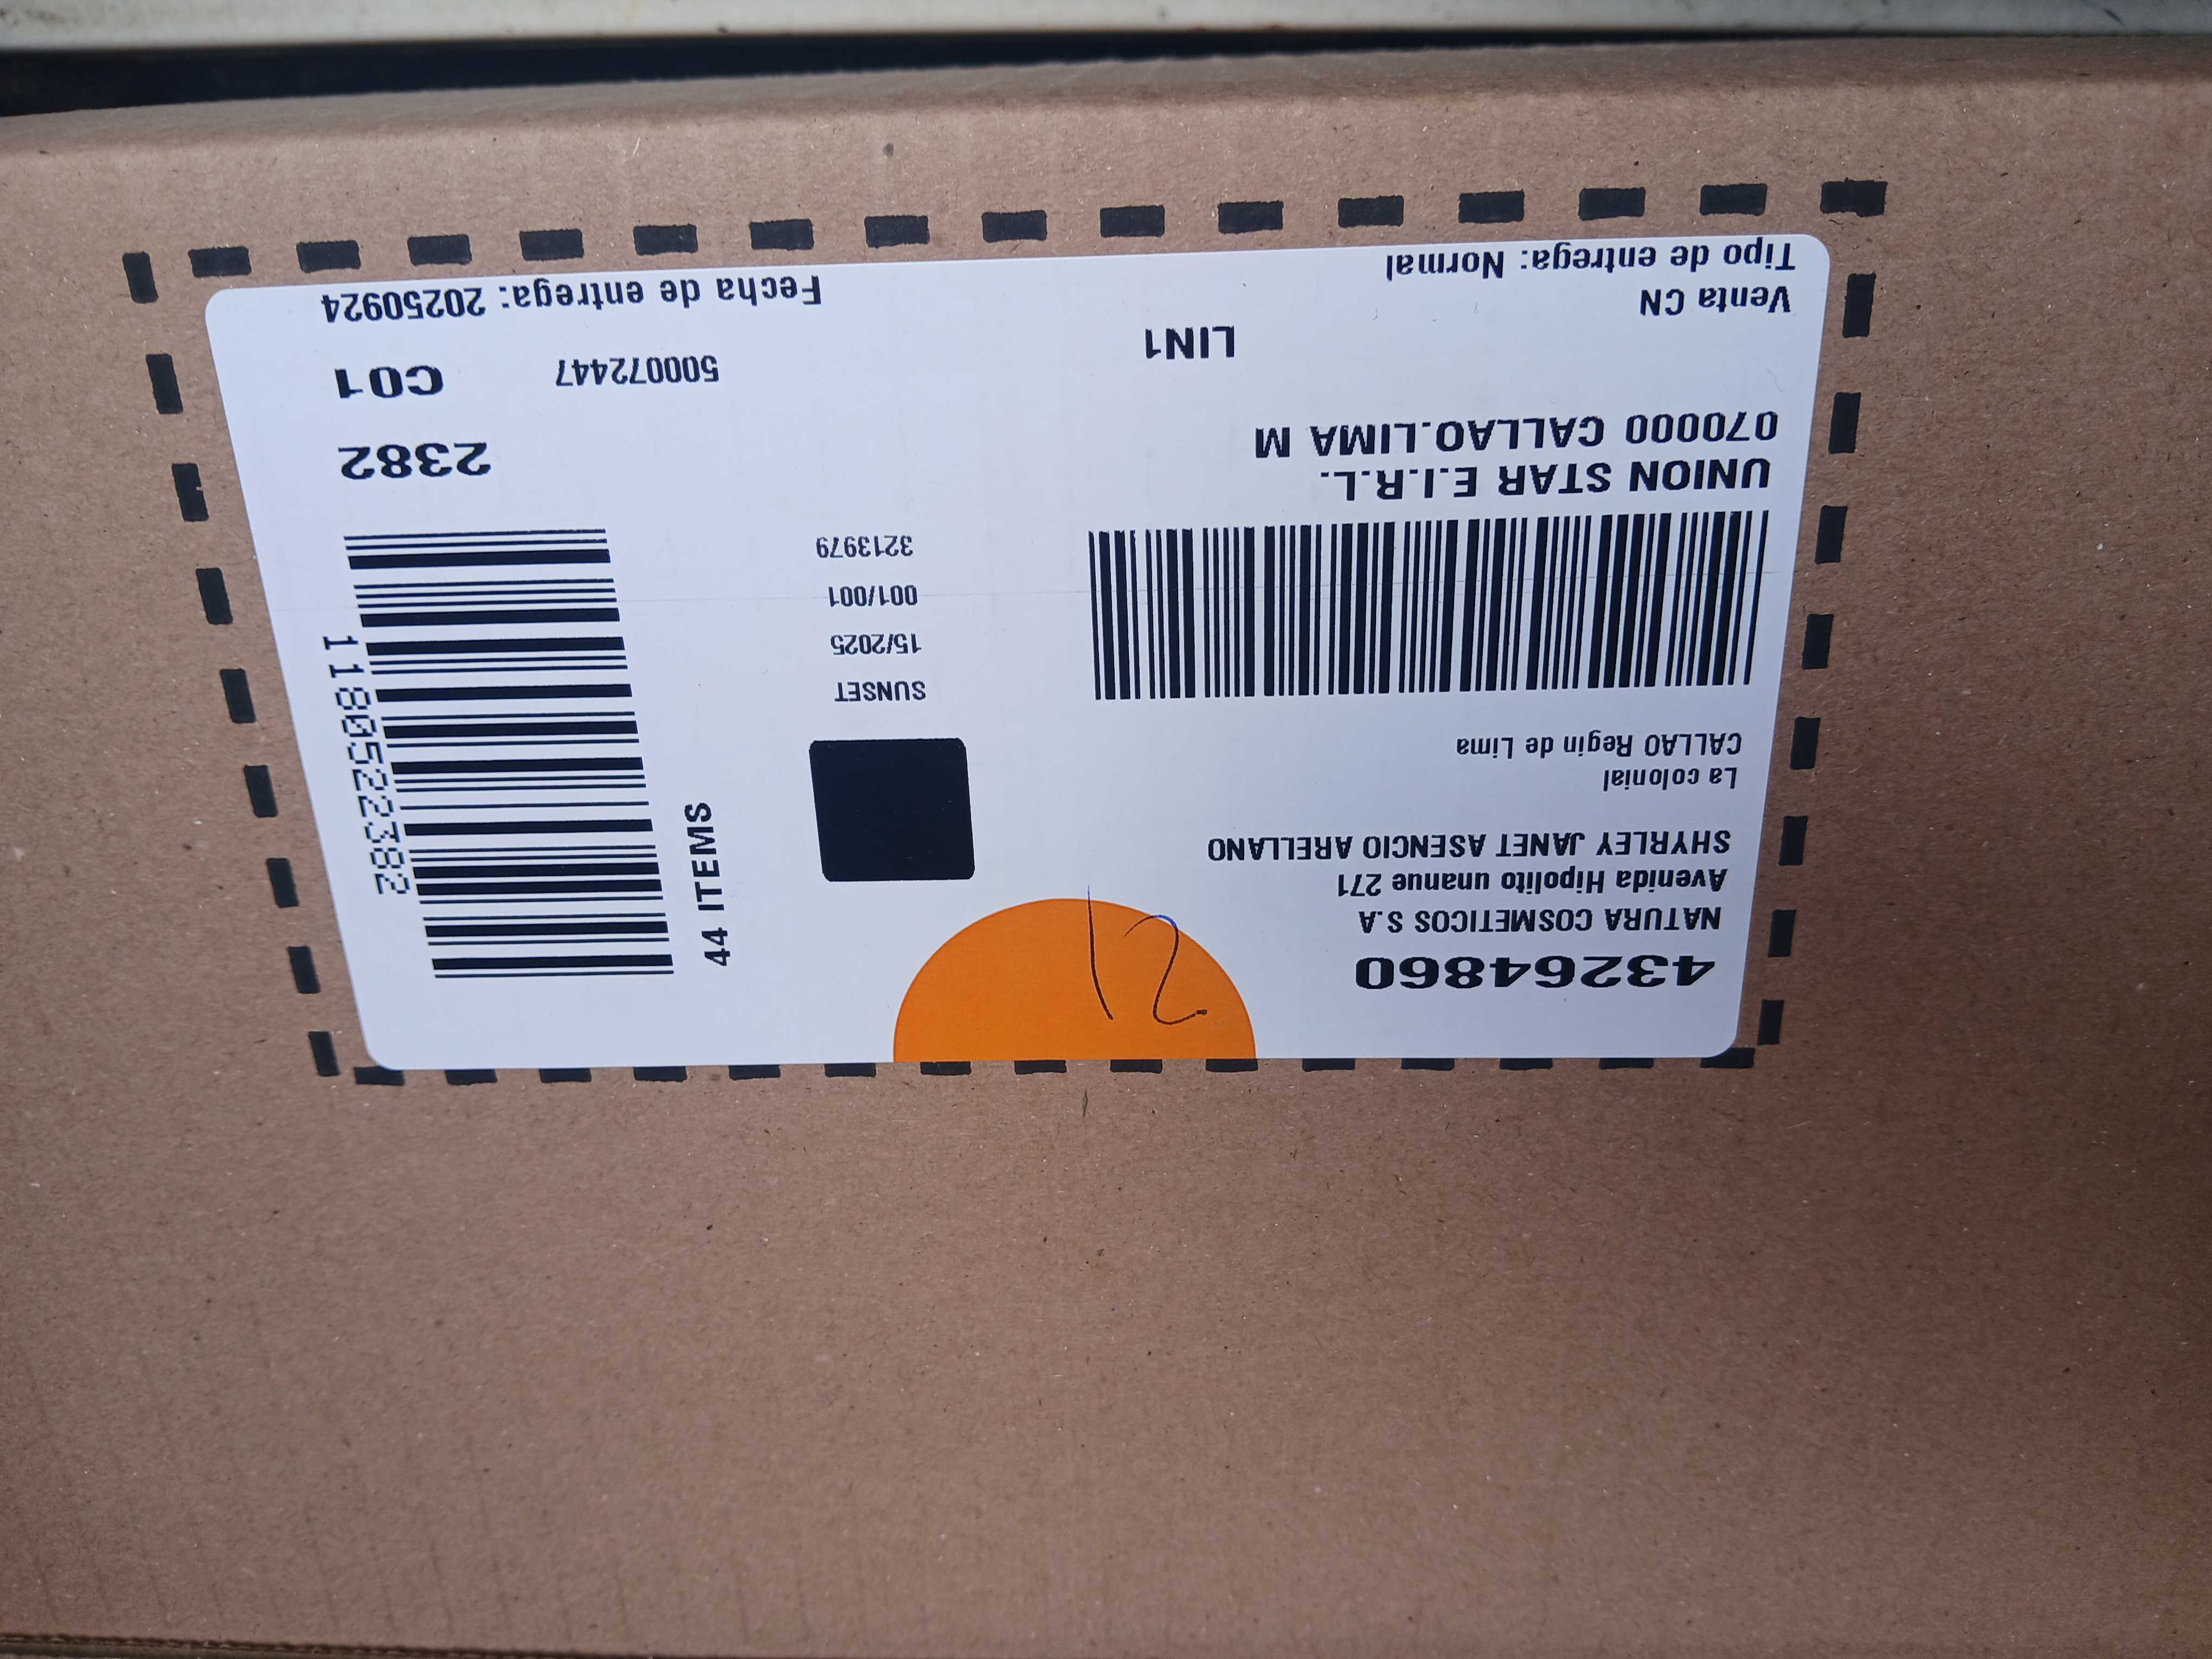 43264860
NATURA COSMETICOS S.A
Avenida Hipolito unanue 271
SHYRLEY JANET ASENCIO ARELLANO
La colonial
CALLAO Regin de Lima
UNION STAR E.I.R.L.
070000 CALLAO.LIMA M
LIN1
Venta CN
Tipo de entrega: Normal
12
SUNSET
15/2025
001/001
3213979
44 ITEMS
11805222382
2382
500072447
C01
Fecha de entrega: 20250924